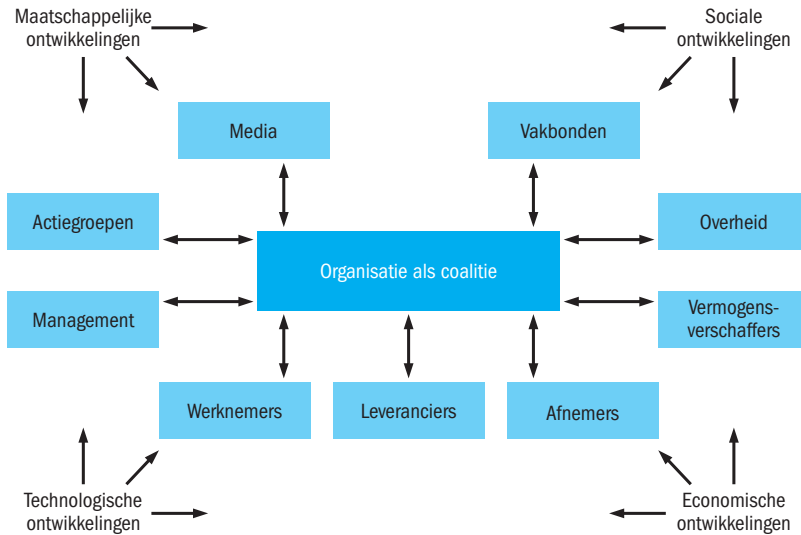 Maatschappelijke
ontwikkelingen
Sociale
ontwikkelingen
Media
Vakbonden
Actiegroepen
Overheid
Organisatie als coalitie
Management
Vermogens-
verschaffers
Werknemers
Leveranciers
Afnemers
Technologische
ontwikkelingen
Economische
ontwikkelingen